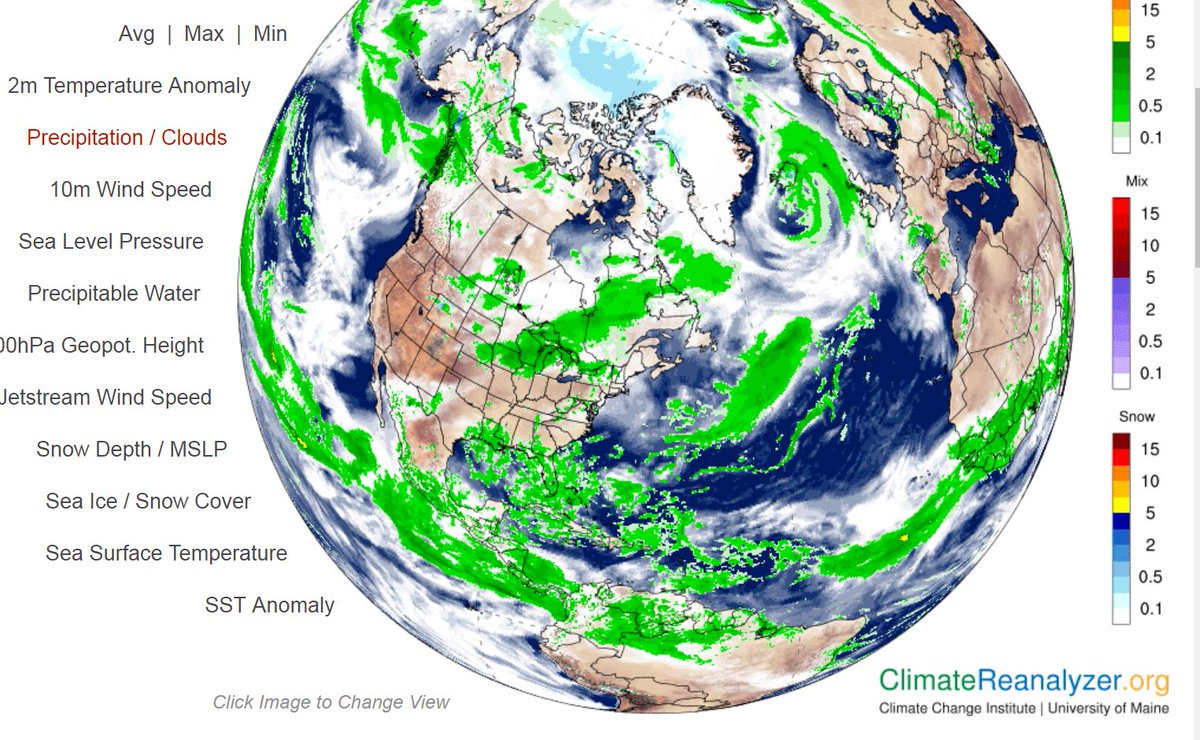 Avg | Max | Min
2m Temperature Anomaly
Precipitation / Clouds
10m Wind Speed
Sea Level Pressure
Precipitable Water
00hPa Geopot. Height
Jetstream Wind Speed
Snow Depth / MSLP
Sea Ice / Snow Cover
Sea Surface Temperature
SST Anomaly
Click Image to Change View
15
5
2
0.5
0.1
Mix
15
10
5
2
0.5
0.1
Snow
15
10
5
2
0.5
0.1
ClimateReanalyzer.org
Climate Change Institute | University of Maine